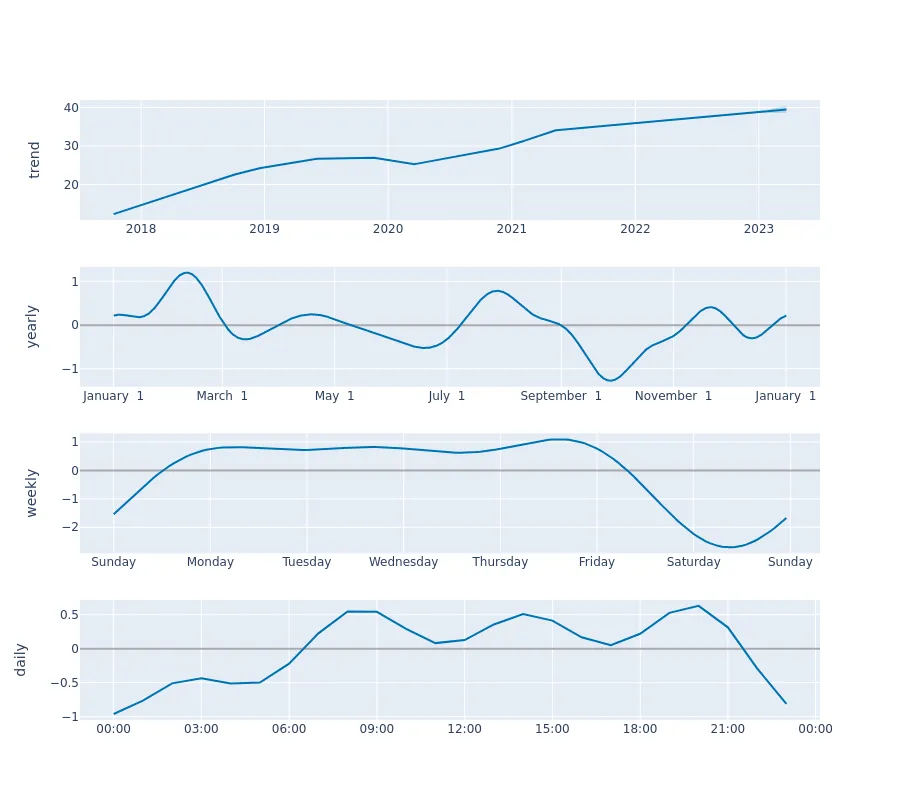 trend
40
30
20
2018 2019 2020 2021 2022 2023
yearly
1
0
−1
January 1 March 1 May 1 July 1 September 1 November 1 January 1
weekly
1
0
−1
−2
Sunday Monday Tuesday Wednesday Thursday Friday Saturday Sunday
daily
0.5
0
−0.5
−1
00:00 03:00 06:00 09:00 12:00 15:00 18:00 21:00 00:00